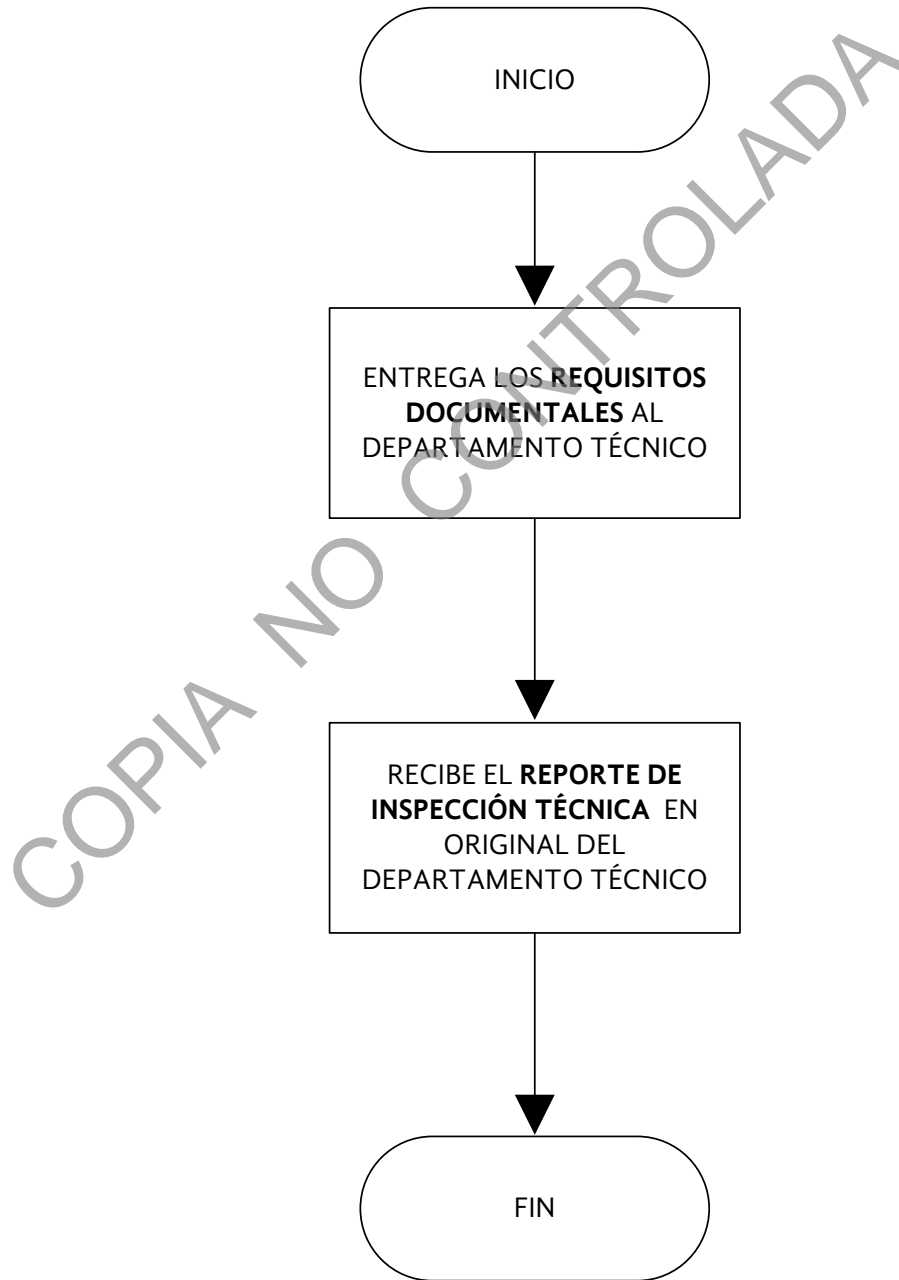 INICIO
ENTREGA LOS REQUISITOS
DOCUMENTALES AL
DEPARTAMENTO TÉCNICO
RECIBE EL REPORTE DE
INSPECCIÓN TÉCNICA EN
ORIGINAL DEL
DEPARTAMENTO TÉCNICO
FIN
COPIA NO CONTROLADA